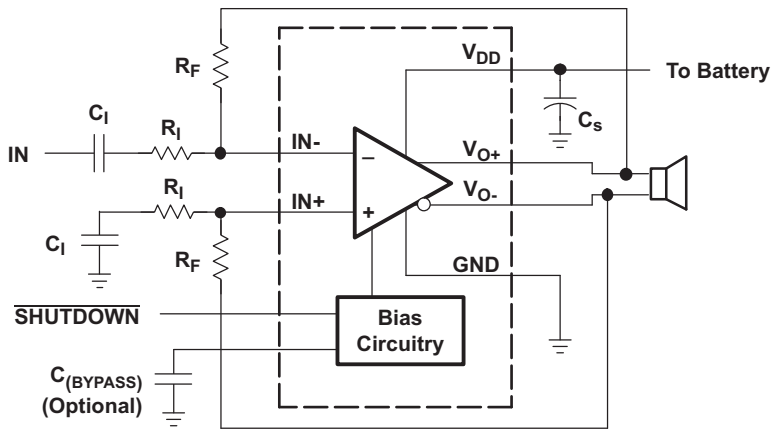 V_DD
To Battery
R_F
C_s
C_I
R_I
IN
IN-
−
V_O+
R_I
IN+
+
V_O-
C_I
R_F
GND
SHUTDOWN
Bias
Circuitry
C_(BYPASS)
(Optional)